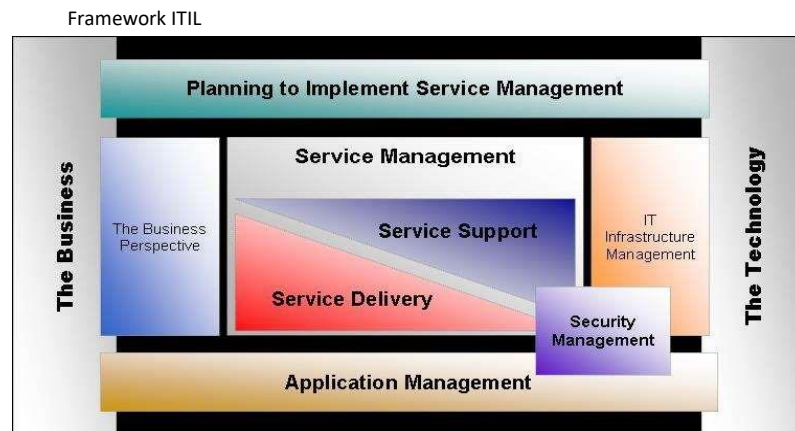 Framework ITIL
Planning to Implement Service Management
The Business
The Business
Perspective
Service Management
Service Support
Service Delivery
IT
Infrastructure
Management
Security
Management
The Technology
Application Management